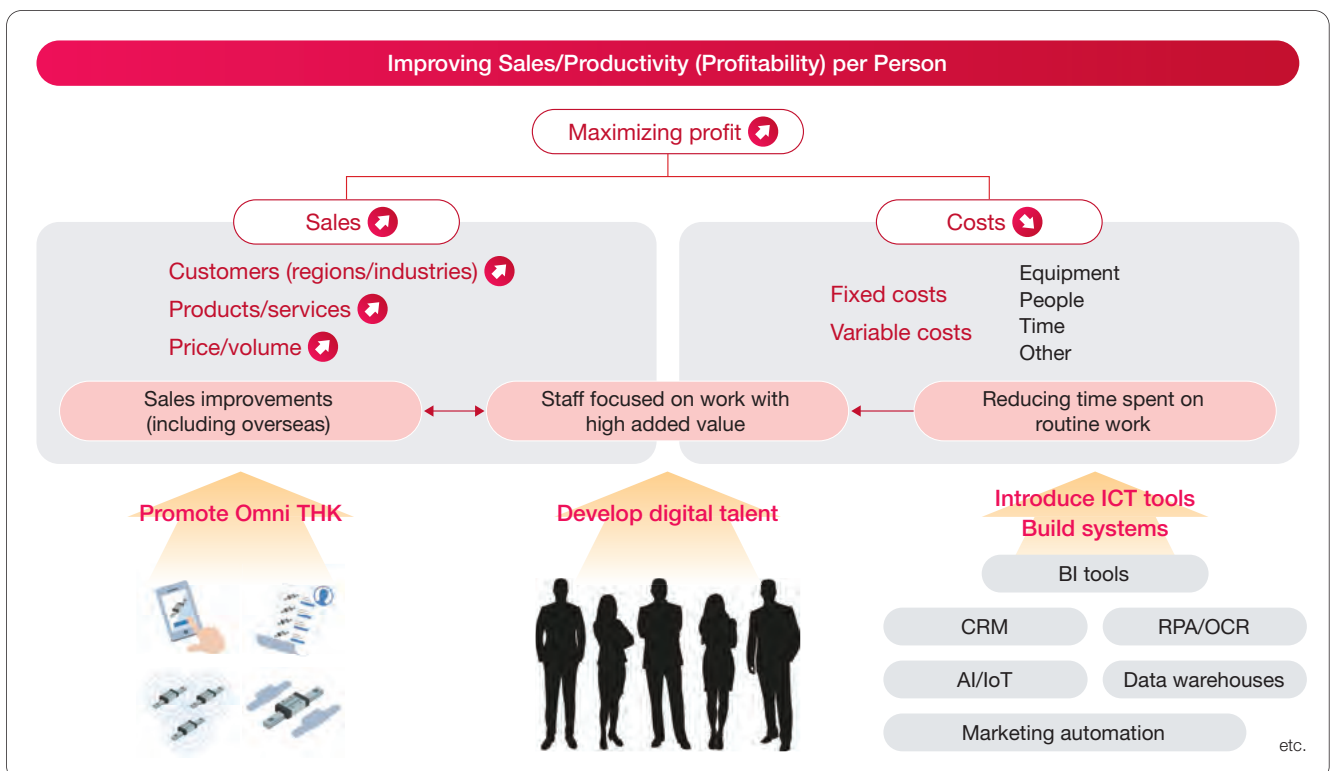 Improving Sales/Productivity (Profitability) per Person
Maximizing profit
Sales
Customers (regions/industries)
Products/services
Price/volume
Costs
Fixed costs
Variable costs
Equipment
People
Time
Other
Sales improvements
(including overseas)
Staff focused on work with
high added value
Reducing time spent on
routine work
Promote Omni THK
Develop digital talent
Introduce ICT tools
Build systems
BI tools
CRM
RPA/OCR
AI/IoT
Data warehouses
Marketing automation
etc.